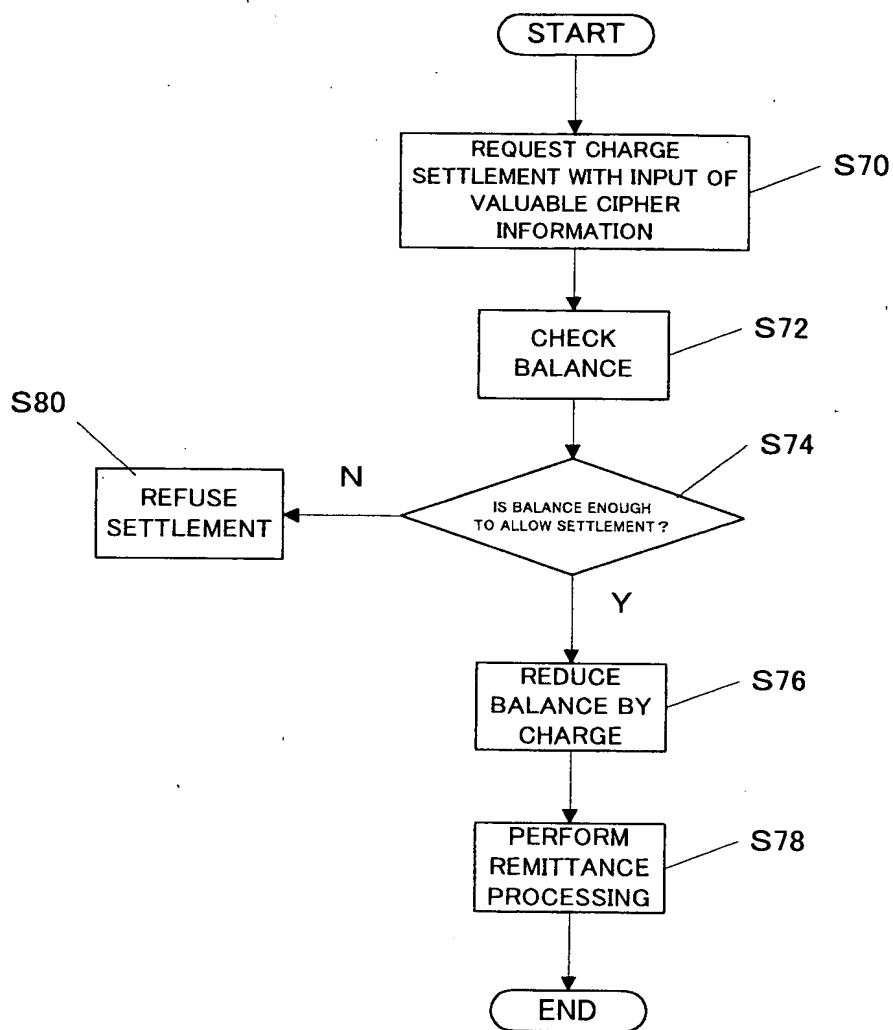 START
REQUEST CHARGE
SETTLEMENT WITH INPUT OF
VALUABLE CIPHER
INFORMATION
S70
CHECK
BALANCE
S72
S80
S74
N
REFUSE
SETTLEMENT
IS BALANCE ENOUGH
TO ALLOW SETTLEMENT?
Y
REDUCE
BALANCE BY
CHARGE
S76
PERFORM
REMITTANCE
PROCESSING
S78
END